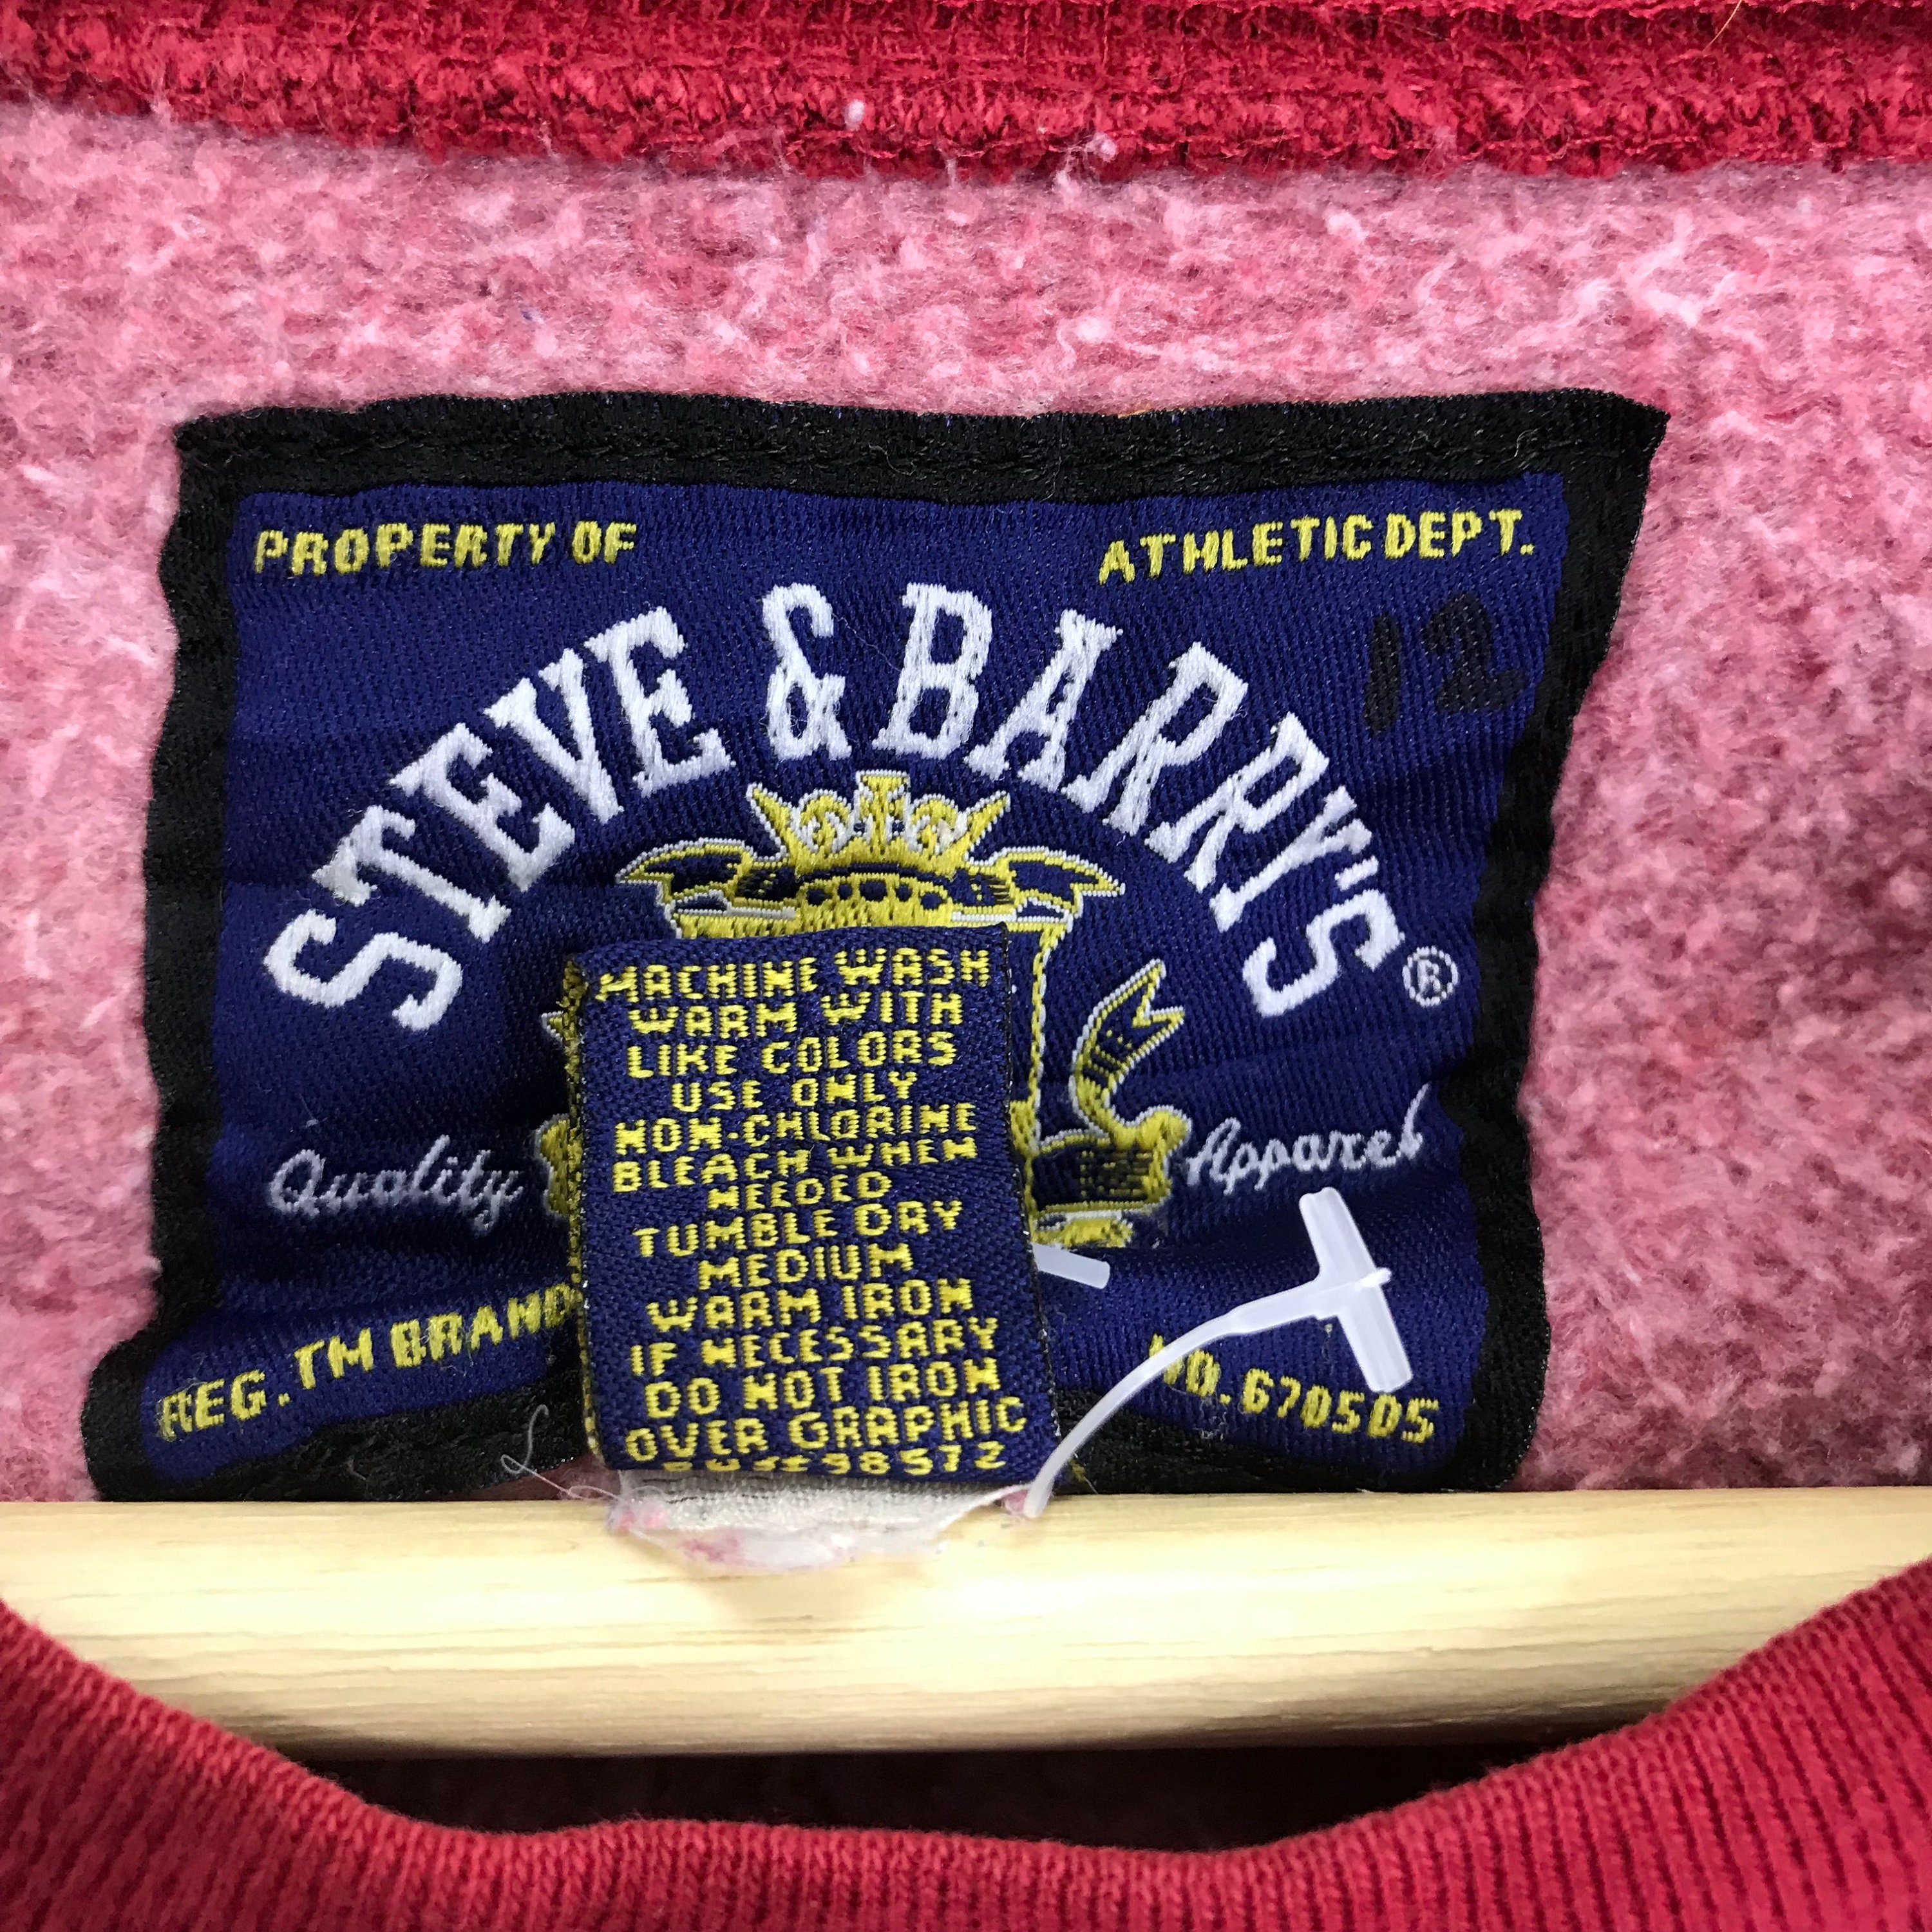 PROPERTY OF ATHLETIC DEPT.
12
STEVE & BARRY'S ®
Quality Apparel
REG. TM BRAND NO. 670505
MACHINE WASH
WARM WITH
LIKE COLORS
USE ONLY
NON-CHLORINE
BLEACH WHEN
NEEDED
TUMBLE DRY
MEDIUM
WARM IRON
IF NECESSARY
DO NOT IRON
OVER GRAPHIC
98572